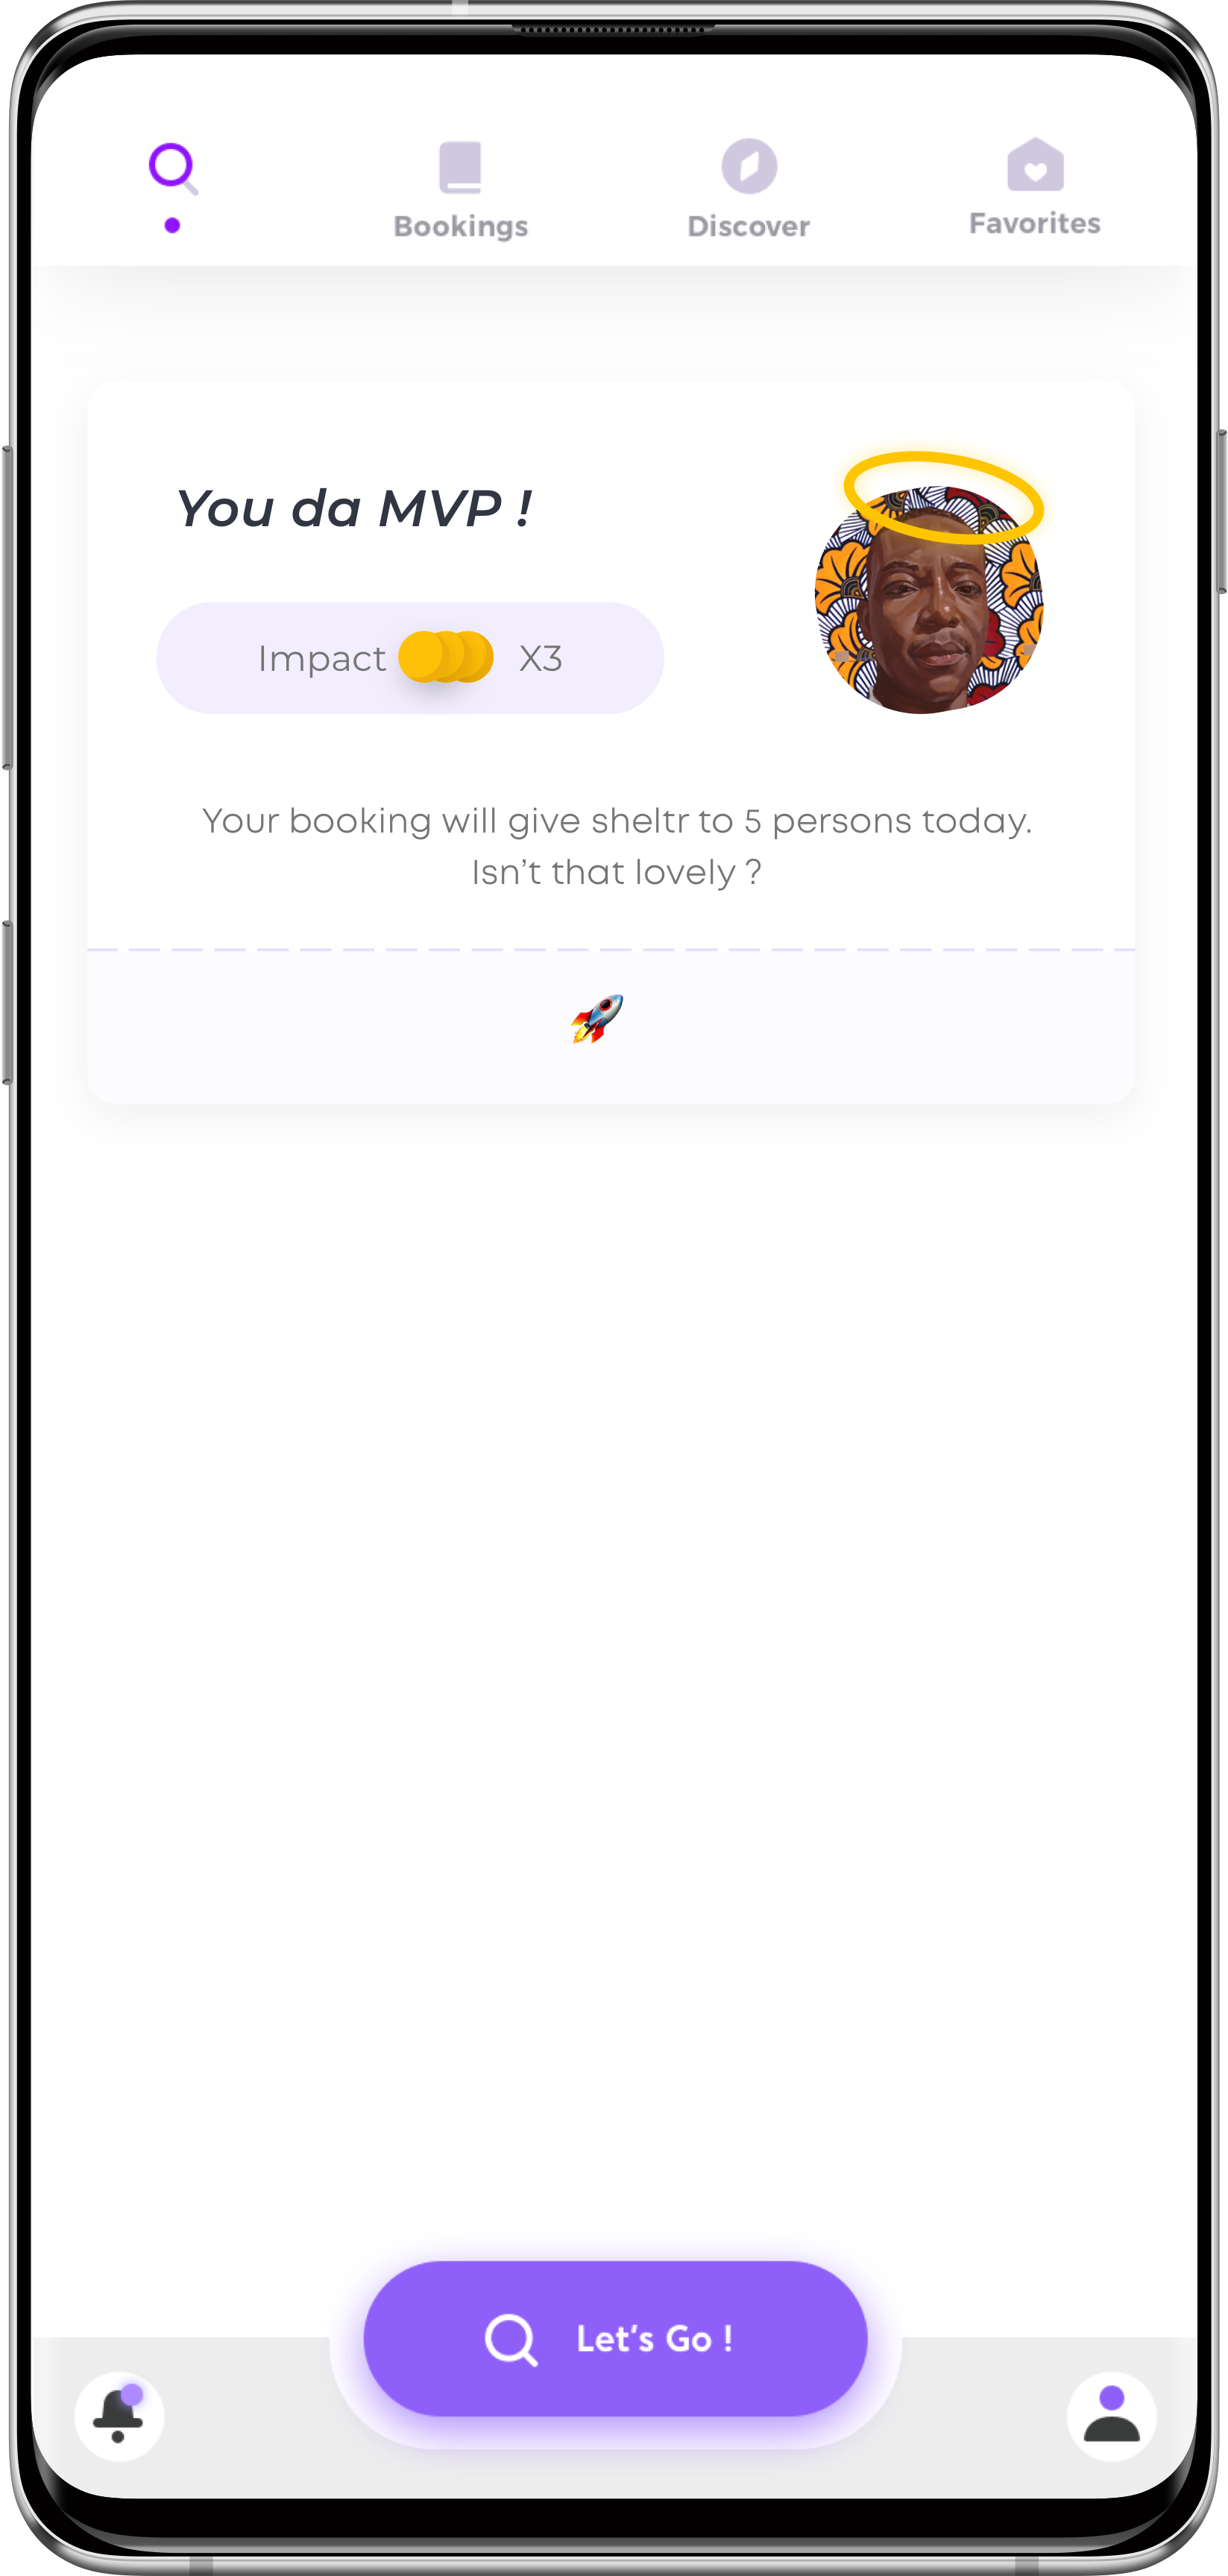 Bookings
Discover
Favorites
You da MVP !
Impact X3
Your booking will give sheltr to 5 persons today.
Isn’t that lovely ?
Let’s Go !